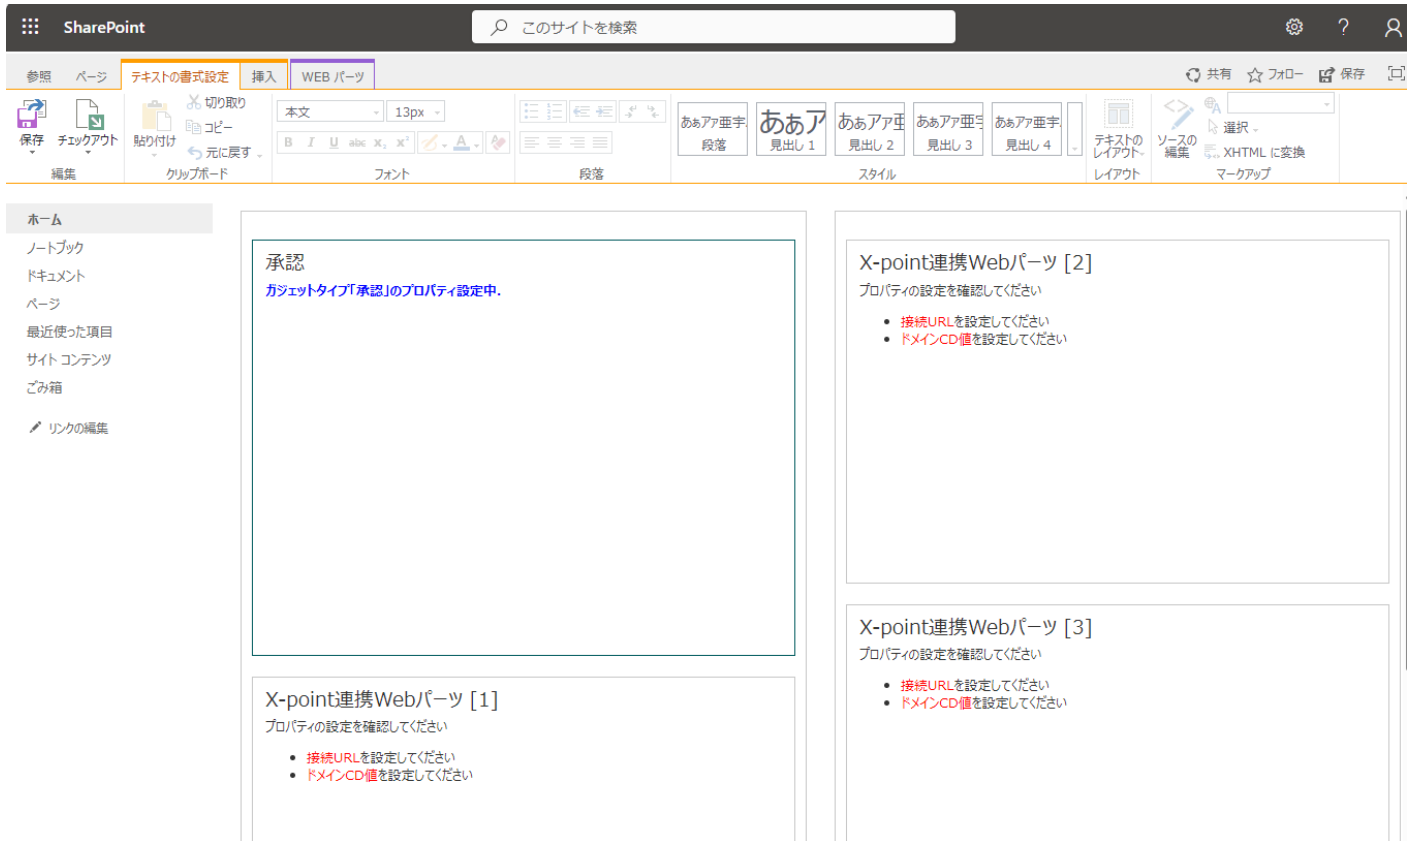 SharePoint
このサイトを検索
参照 ページ テキストの書式設定 挿入 WEB パーツ
共有 フォロー 保存
保存 チェックアウト 貼り付け 切り取り
コピー
元に戻す
本文 13px
B I U abc x₂ x²
あぁアァ亜宇. 段落
あぁア 見出し 1
あぁアァ亜 見出し 2
あぁアァ亜宇 見出し 3
あぁアァ亜宇. 見出し 4
テキストの
レイアウト
ソースの
編集
選択
XHTML に変換
編集 クリップボード フォント 段落 スタイル レイアウト マークアップ
ホーム
ノートブック
ドキュメント
ページ
最近使った項目
サイト コンテンツ
ごみ箱
リンクの編集
承認
ガジェットタイプ「承認」のプロパティ設定中.
X-point連携Webパーツ [1]
プロパティの設定を確認してください
接続URLを設定してください
ドメインCD値を設定してください
X-point連携Webパーツ [2]
プロパティの設定を確認してください
接続URLを設定してください
ドメインCD値を設定してください
X-point連携Webパーツ [3]
プロパティの設定を確認してください
接続URLを設定してください
ドメインCD値を設定してください